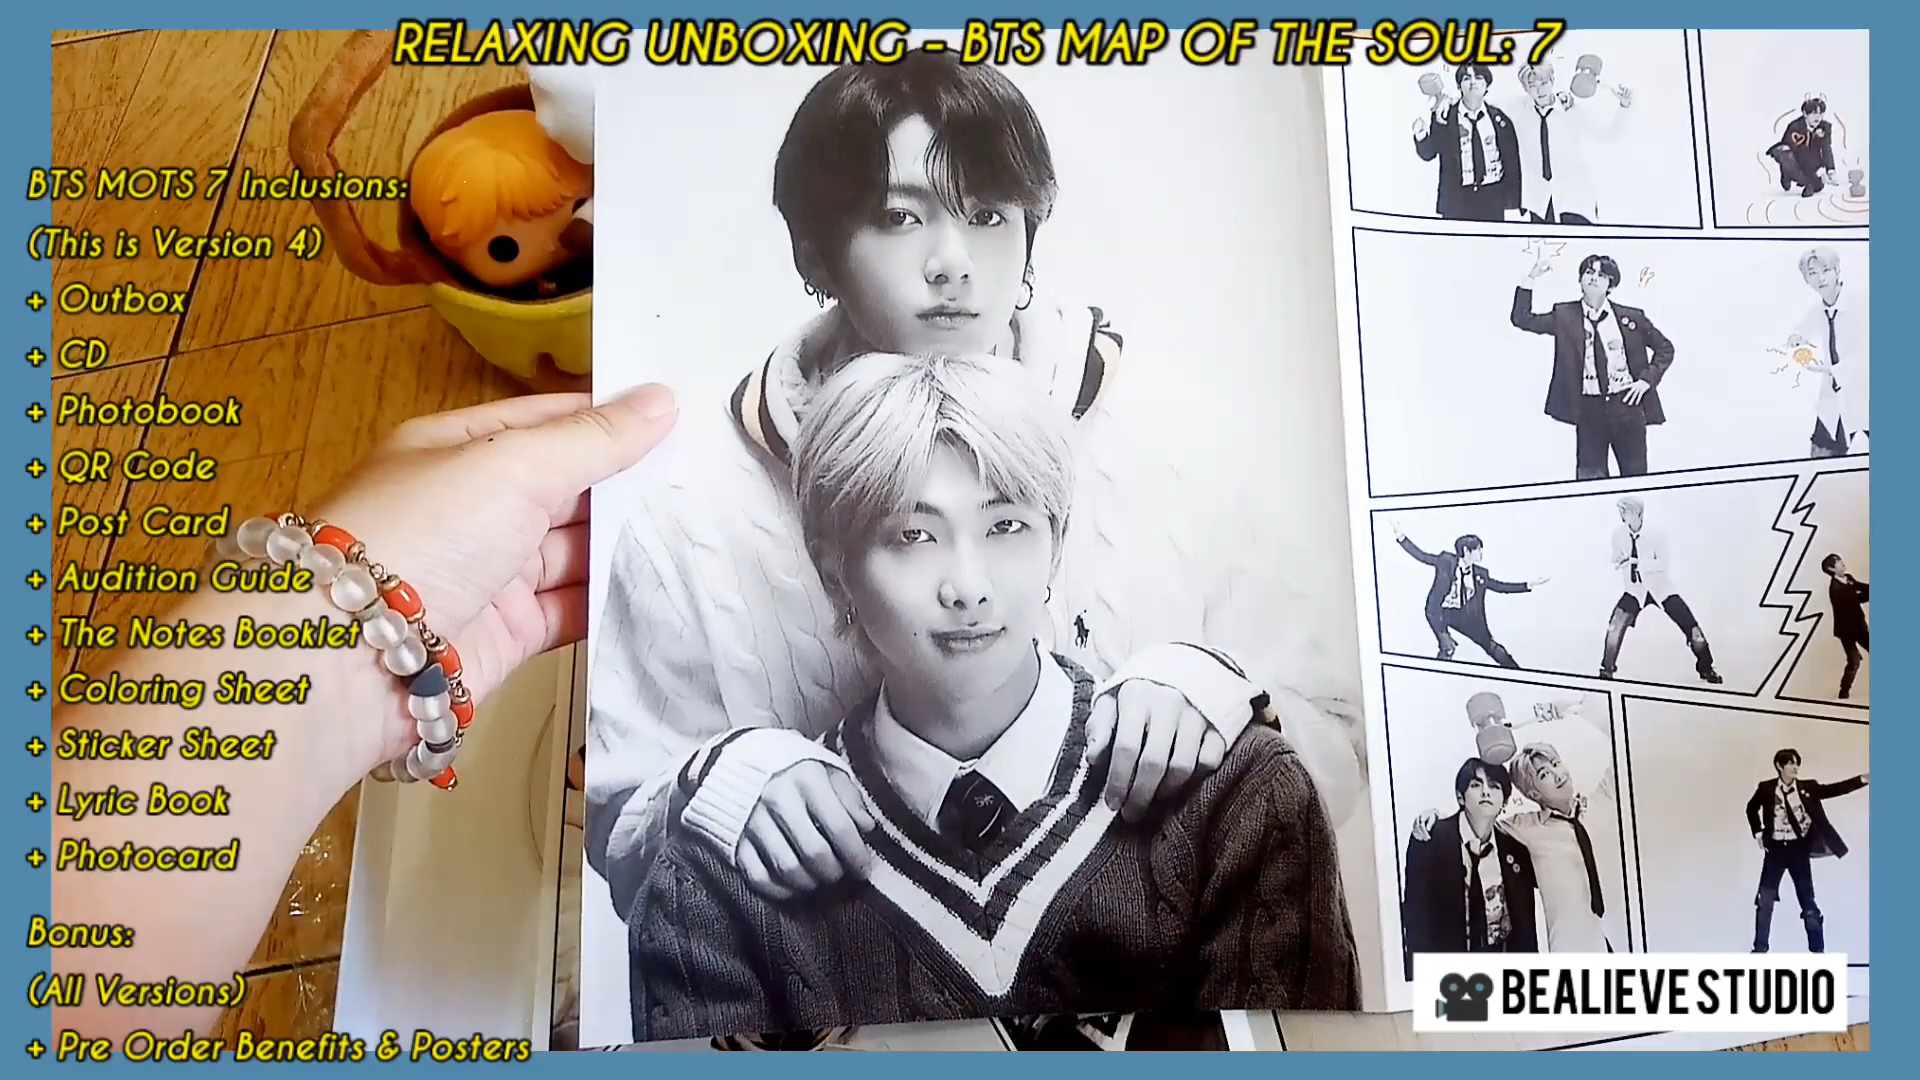 RELAXING UNBOXING - BTS MAP OF THE SOUL: 7
BTS MOTS 7 Inclusions:
(This is Version 4)
+ Outbox
+ CD
+ Photobook
+ QR Code
+ Post Card
+ Audition Guide
+ The Notes Booklet
+ Coloring Sheet
+ Sticker Sheet
+ Lyric Book
+ Photocard
Bonus:
(All Versions)
+ Pre Order Benefits & Posters
BEALIEVE STUDIO